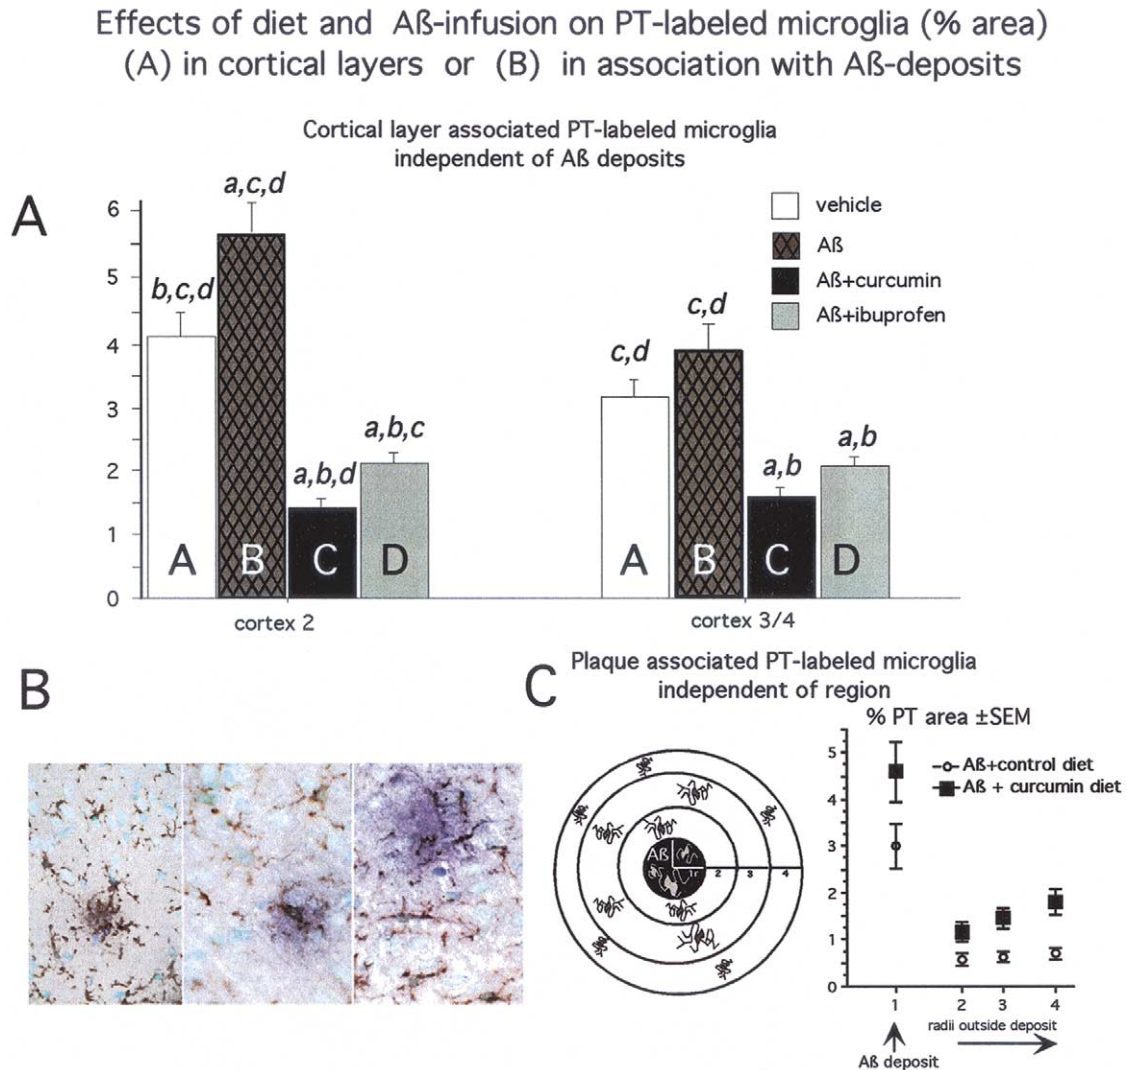 Effects of diet and Aß-infusion on PT-labeled microglia (% area)
(A) in cortical layers or (B) in association with Aß-deposits
Cortical layer associated PT-labeled microglia
independent of Aß deposits
A
6
5
4
3
2
1
0
b,c,d
a,c,d
a,b,d
a,b,c
c,d
c,d
a,b
a,b
vehicle
Aß
Aß+curcumin
Aß+ibuprofen
A B C D
A B C D
cortex 2
cortex 3/4
B
C
Plaque associated PT-labeled microglia
independent of region
% PT area ±SEM
Aß
1r 2 3 4
5
4
3
2
1
0
Aß+control diet
Aß + curcumin diet
1 2 3 4
radii outside deposit
Aß deposit